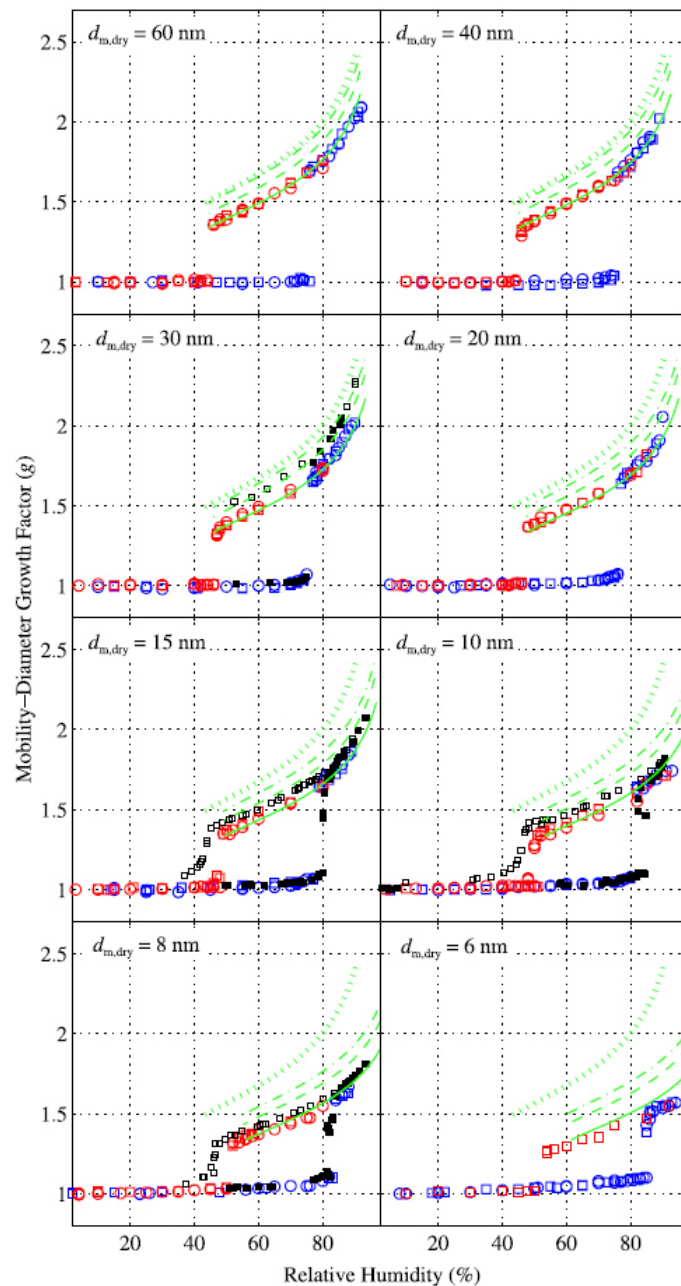 d_m,dry = 60 nm
d_m,dry = 40 nm
2.5
2
1.5
1
d_m,dry = 30 nm
d_m,dry = 20 nm
2.5
2
1.5
1
d_m,dry = 15 nm
d_m,dry = 10 nm
2.5
2
1.5
1
d_m,dry = 8 nm
d_m,dry = 6 nm
2.5
2
1.5
1
20 40 60 80 20 40 60 80
Mobility–Diameter Growth Factor (g)
Relative Humidity (%)